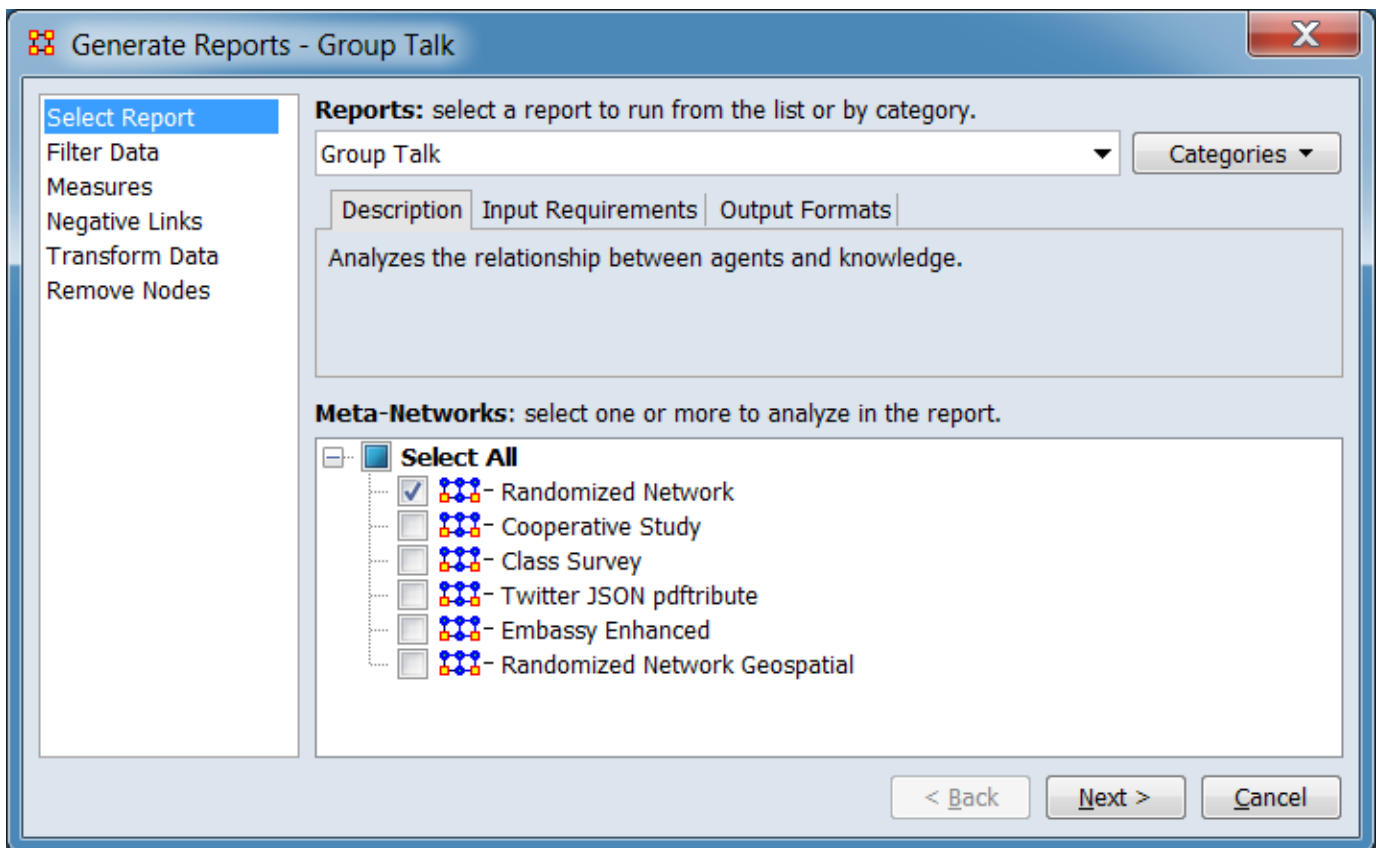 Generate Reports - Group Talk
Select Report
Filter Data
Measures
Negative Links
Transform Data
Remove Nodes
Reports: select a report to run from the list or by category.
Group Talk
Categories
Description
Input Requirements
Output Formats
Analyzes the relationship between agents and knowledge.
Meta-Networks: select one or more to analyze in the report.
Select All
Randomized Network
Cooperative Study
Class Survey
Twitter JSON pdftribute
Embassy Enhanced
Randomized Network Geospatial
< Back
Next >
Cancel